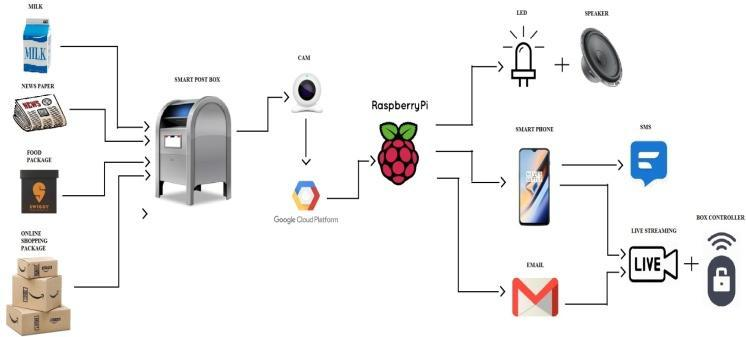 MILK
MILK
NEWS PAPER
NEWS
FOOD
PACKAGE
SWIGGY
ONLINE
SHOPPING
PACKAGE
SMART POST BOX
CAM
Google Cloud Platform
RaspberryPi
LED
SPEAKER
SMART PHONE
SMS
EMAIL
LIVE STREAMING
LIVE
BOX CONTROLLER